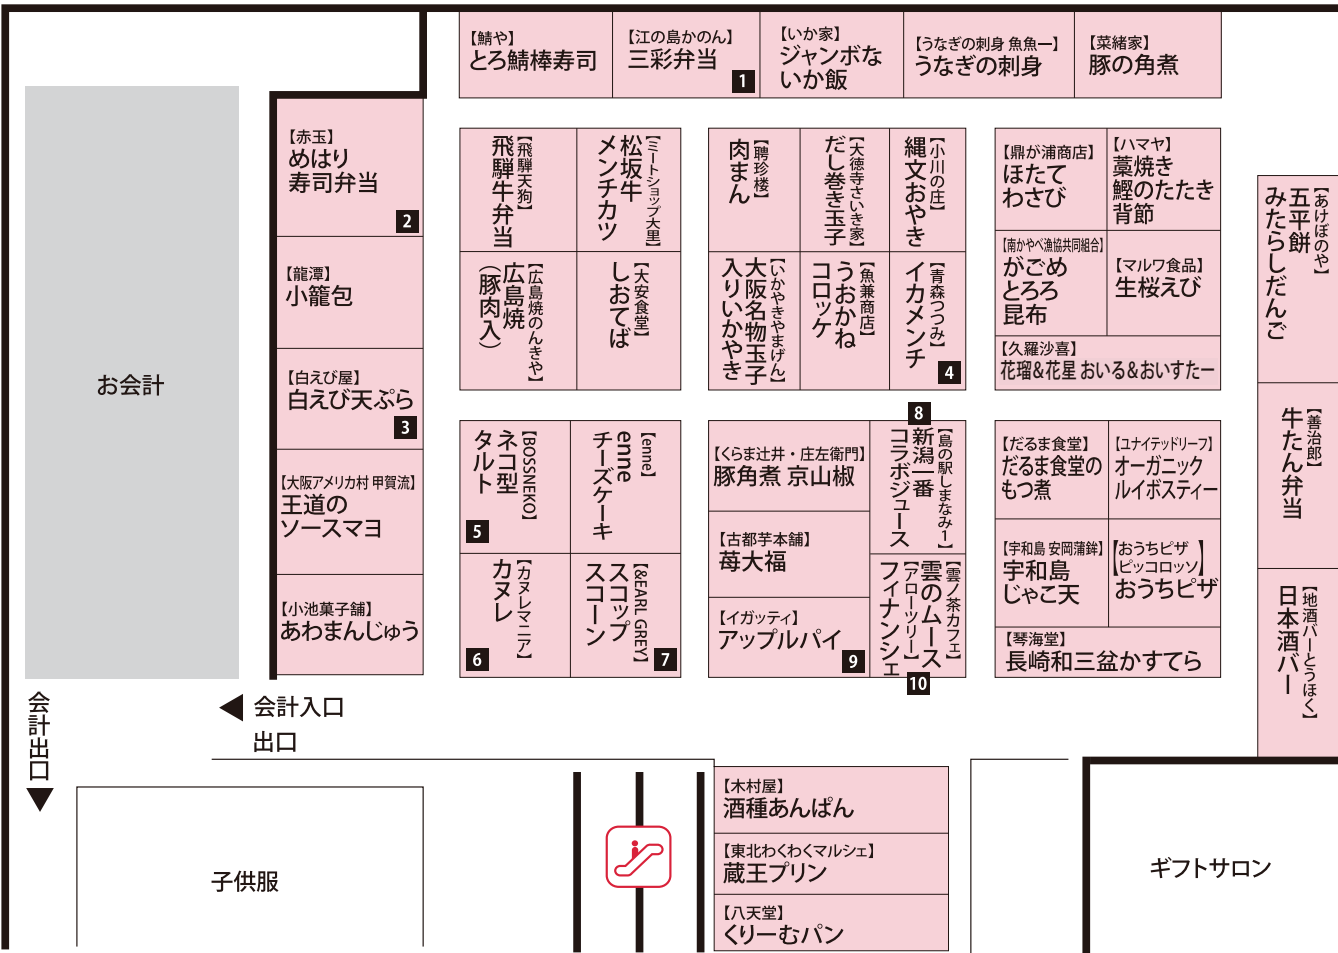 【鯖や】
とろ鯖棒寿司
【江の島かのん】
三彩弁当
1
【いか家】
ジャンボな
いか飯
【うなぎの刺身 魚魚一】
うなぎの刺身
【菜緒家】
豚の角煮
【赤玉】
めはり
寿司弁当
2
【龍潭】
小籠包
【白えび屋】
白えび天ぷら
3
【大阪アメリカ村 甲賀流】
王道の
ソースマヨ
【小池菓子舗】
あわまんじゅう
【飛騨天狗】
飛騨牛弁当
【ミートショップ大里】
松坂牛
メンチカツ
【広島焼のんきや】
広島焼
（豚肉入）
【大安食堂】
しおてば
【聘珍楼】
肉まん
【大徳寺さいき家】
だし巻き玉子
【小川の庄】
縄文おやき
【いかやきやまげん】
大阪名物玉子
入りいかやき
【魚兼商店】
うおかね
コロッケ
【青森つつみ】
イカメンチ
4
【鼎が浦商店】
ほたて
わさび
【ハマヤ】
藁焼き
鰹のたたき
背節
【南かやべ漁協共同組合】
がごめ
とろろ
昆布
【マルワ食品】
生桜えび
【久羅沙喜】
花瑠&花星 おいる&おいすたー
【あけぼのや】
五平餅
みたらしだんご
【善治郎】
牛たん弁当
【地酒バーとうほく】
日本酒バー
【BOSSNEKO】
ネコ型
タルト
5
【enne】
enne
チーズケーキ
【カヌレマニア】
カヌレ
6
【&EARL GREY】
スコップ
スコーン
7
【くらま辻井・庄左衛門】
豚角煮 京山椒
【古都芋本舗】
苺大福
【イガッティ】
アップルパイ
9
8
【島の駅しまなみ1】
新潟一番
コラボジュース
【雲ノ茶カフェ】
雲のムース
【アローツリー】
フィナンシェ
10
【だるま食堂】
だるま食堂の
もつ煮
【ユナイテッドリーフ】
オーガニック
ルイボスティー
【宇和島 安岡蒲鉾】
宇和島
じゃこ天
【おうちピザ
ピッコロッソ】
おうちピザ
【琴海堂】
長崎和三盆かすてら
お会計
会計出口
会計入口
出口
子供服
【木村屋】
酒種あんぱん
【東北わくわくマルシェ】
蔵王プリン
【八天堂】
くりーむパン
ギフトサロン